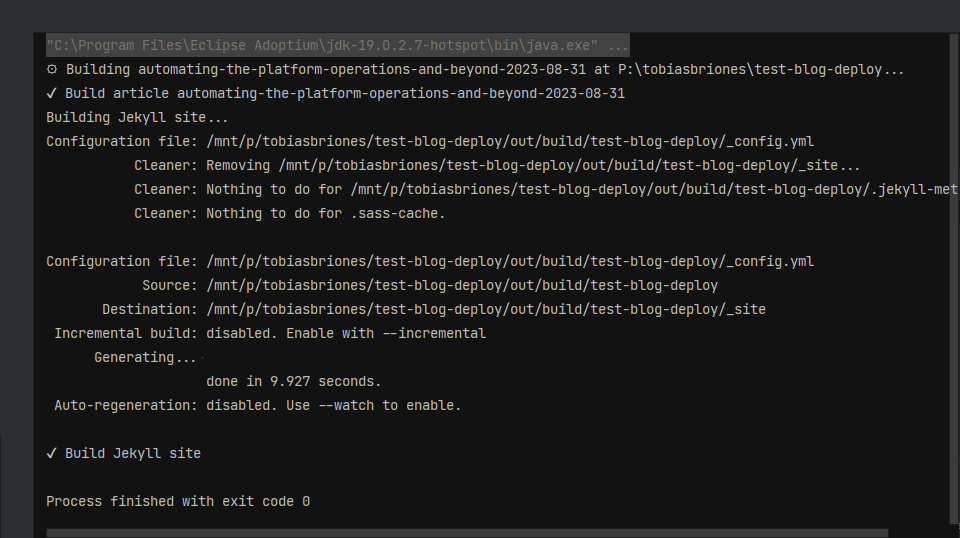 "C:\Program Files\Eclipse Adoptium\jdk-19.0.2.7-hotspot\bin\java.exe" ...
⚙ Building automating-the-platform-operations-and-beyond-2023-08-31 at P:\tobiasbriones\test-blog-deploy...
✓ Build article automating-the-platform-operations-and-beyond-2023-08-31
Building Jekyll site...
Configuration file: /mnt/p/tobiasbriones/test-blog-deploy/out/build/test-blog-deploy/_config.yml
Cleaner: Removing /mnt/p/tobiasbriones/test-blog-deploy/out/build/test-blog-deploy/_site...
Cleaner: Nothing to do for /mnt/p/tobiasbriones/test-blog-deploy/out/build/test-blog-deploy/.jekyll-met
Cleaner: Nothing to do for .sass-cache.
Configuration file: /mnt/p/tobiasbriones/test-blog-deploy/out/build/test-blog-deploy/_config.yml
Source: /mnt/p/tobiasbriones/test-blog-deploy/out/build/test-blog-deploy
Destination: /mnt/p/tobiasbriones/test-blog-deploy/out/build/test-blog-deploy/_site
Incremental build: disabled. Enable with --incremental
Generating...
done in 9.927 seconds.
Auto-regeneration: disabled. Use --watch to enable.
✓ Build Jekyll site
Process finished with exit code 0